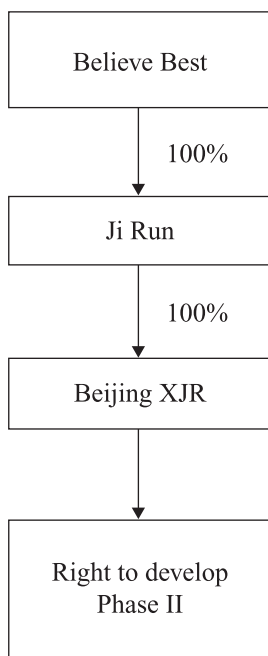 Believe Best
100%
Ji Run
100%
Beijing XJR
Right to develop
Phase II